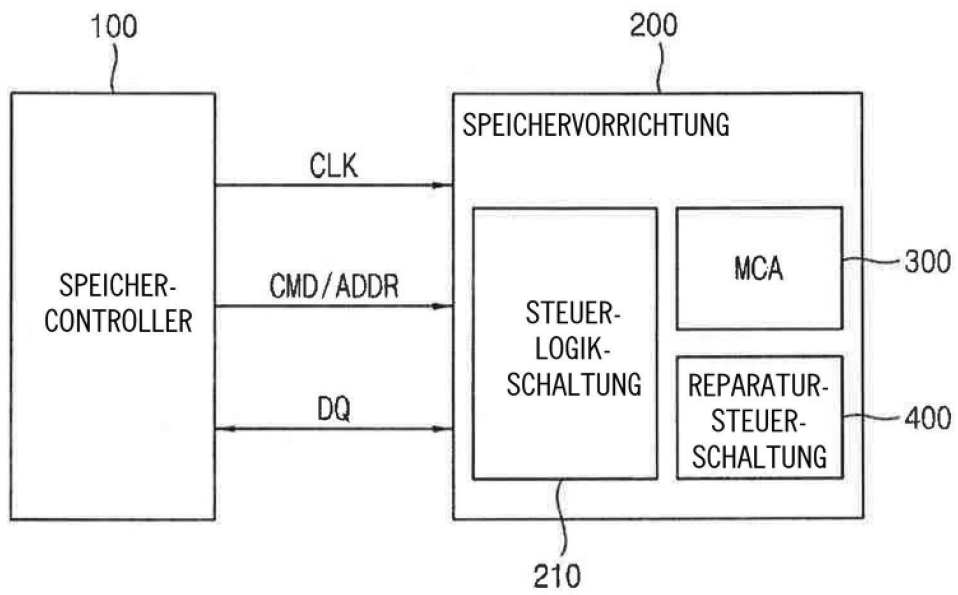 100
200
SPEICHERVORRICHTUNG
CLK
SPEICHER-
CONTROLLER
CMD/ADDR
DQ
STEUER-
LOGIK-
SCHALTUNG
MCA
300
REPARATUR-
STEUER-
SCHALTUNG
400
210